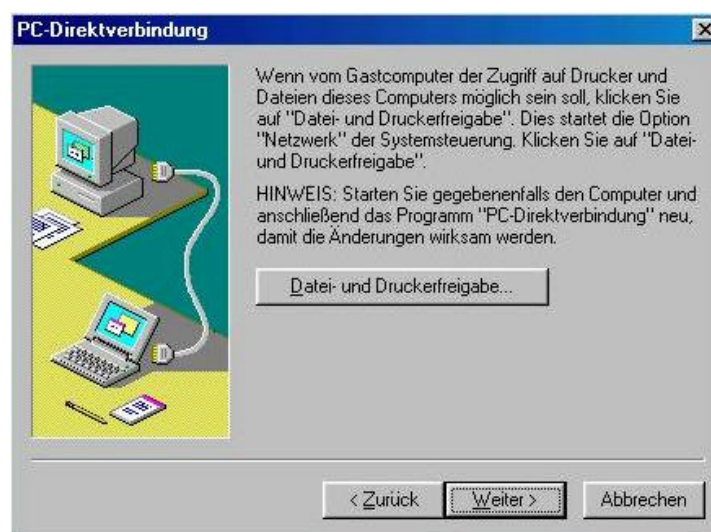 PC-Direktverbindung
Wenn vom Gastcomputer der Zugriff auf Drucker und
Dateien dieses Computers möglich sein soll, klicken Sie
auf "Datei- und Druckerfreigabe". Dies startet die Option
"Netzwerk" der Systemsteuerung. Klicken Sie auf "Datei-
und Druckerfreigabe".
HINWEIS: Starten Sie gegebenenfalls den Computer und
anschließend das Programm "PC-Direktverbindung" neu,
damit die Änderungen wirksam werden.
Datei- und Druckerfreigabe...
< Zurück
Weiter >
Abbrechen